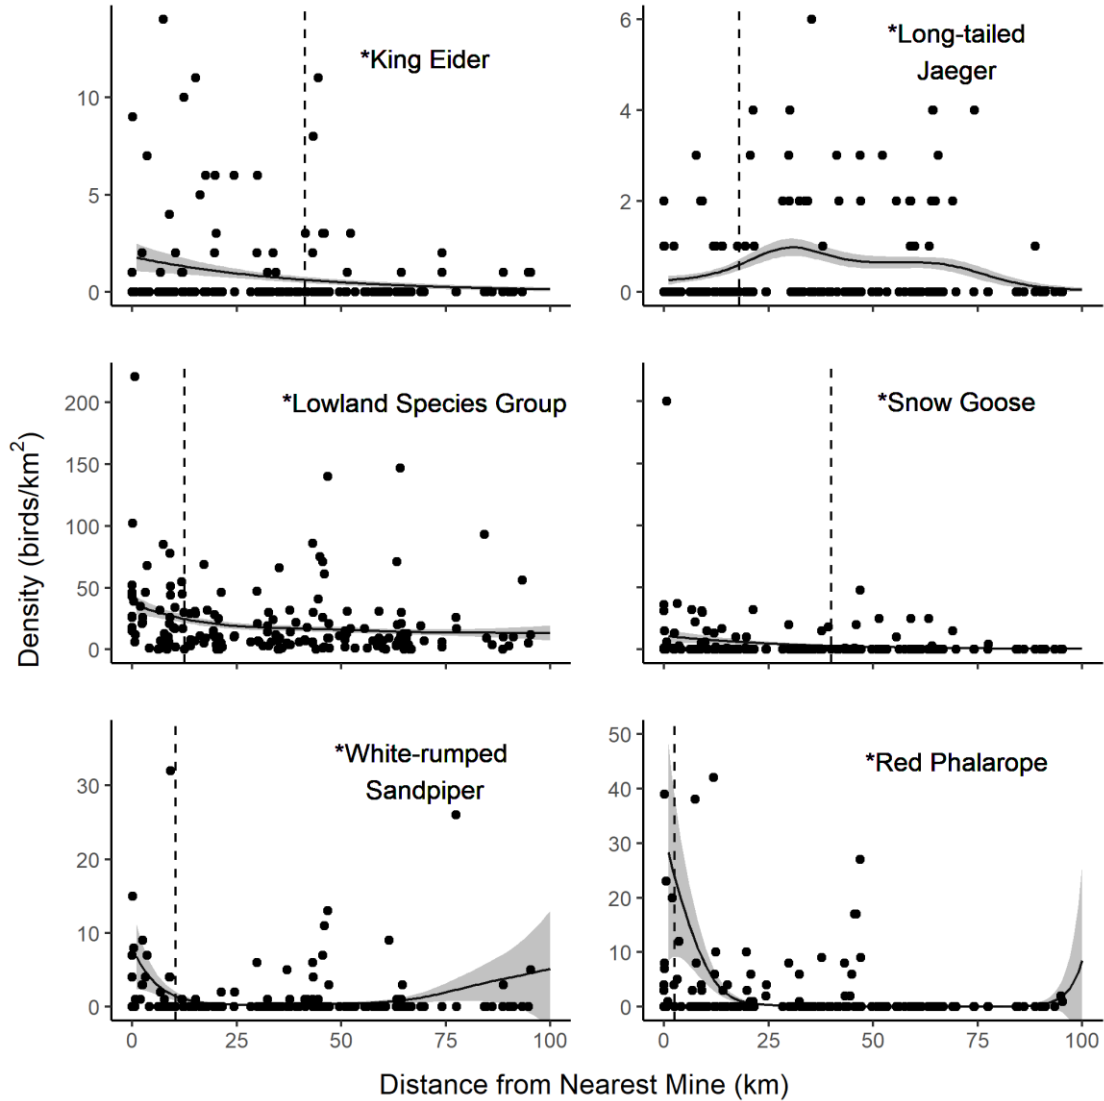 *King Eider
*Long-tailed
Jaeger
10
5
0
6
4
2
0
*Lowland Species Group
*Snow Goose
200
150
100
50
0
Density (birds/km²)
*White-rumped
Sandpiper
*Red Phalarope
30
20
10
0
50
40
30
20
10
0
0 25 50 75 100
0 25 50 75 100
Distance from Nearest Mine (km)